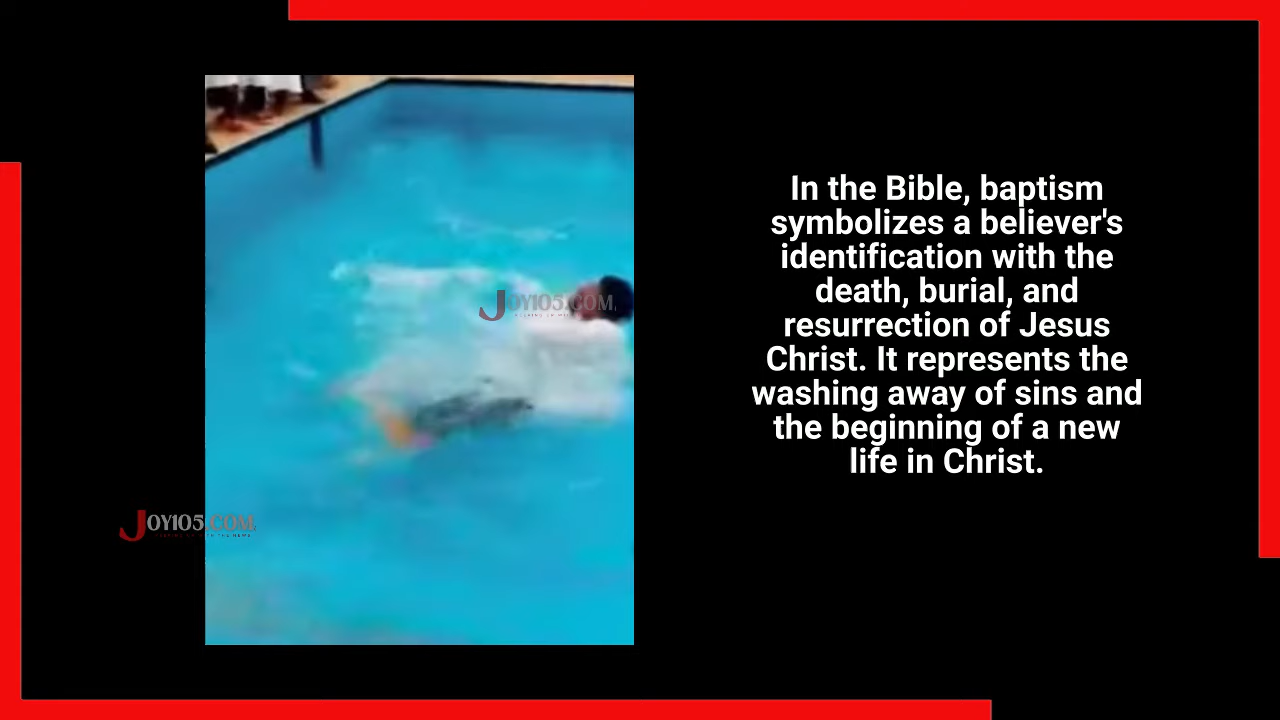 In the Bible, baptism
symbolizes a believer's
identification with the
death, burial, and
resurrection of Jesus
Christ. It represents the
washing away of sins and
the beginning of a new
life in Christ.
JOY105.COM
JOY105.COM